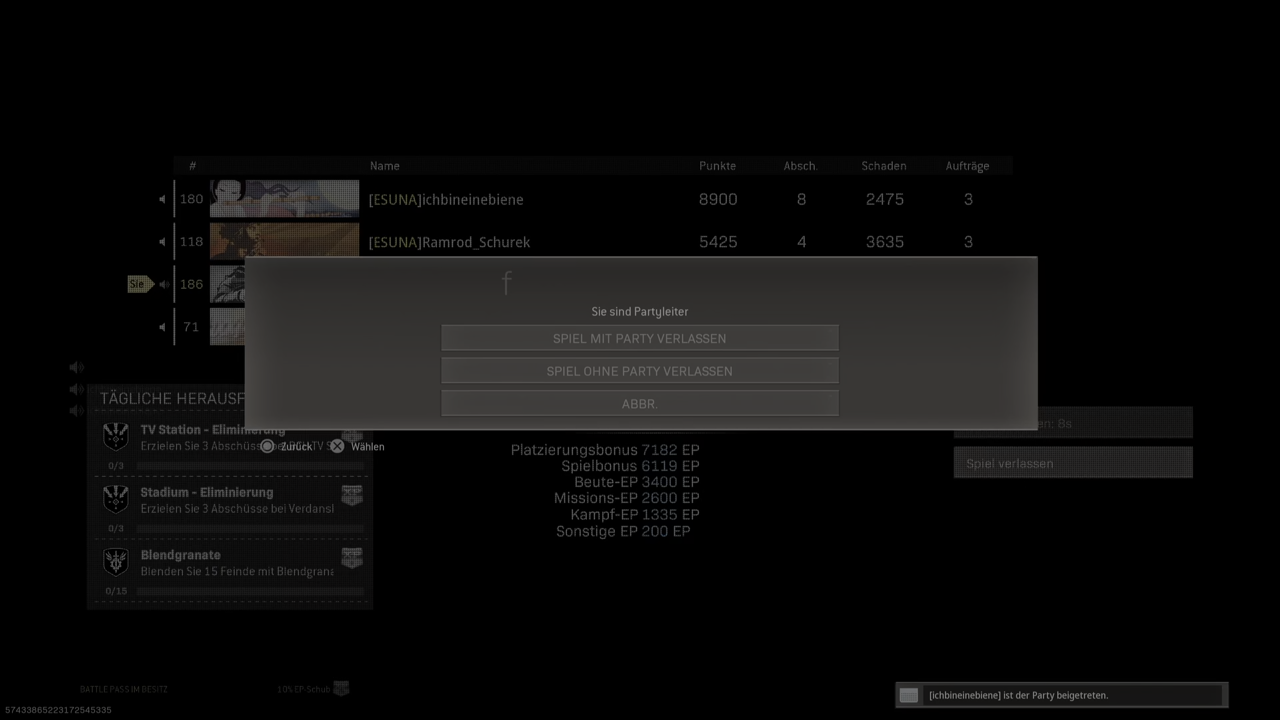 # Name Punkte Absch. Schaden Aufträge
180 [ESUNA]ichbineinebiene 8900 8 2475 3
118 [ESUNA]Ramrod_Schurek 5425 4 3635 3
Sie 186
71
f
Sie sind Partyleiter
SPIEL MIT PARTY VERLASSEN
SPIEL OHNE PARTY VERLASSEN
ABBR.
Zurück Wählen
TÄGLICHE HERAUSF
TV Station - Eliminierung
Erzielen Sie 3 Abschüsse
0/3
Stadium - Eliminierung
Erzielen Sie 3 Abschüsse bei Verdansl
0/3
Blendgranate
Blenden Sie 15 Feinde mit Blendgrana
0/15
Platzierungsbonus 7182 EP
Spielbonus 6119 EP
Beute-EP 3400 EP
Missions-EP 2600 EP
Kampf-EP 1335 EP
Sonstige EP 200 EP
en: 8s
Spiel verlassen
BATTLE PASS IM BESITZ
10% EP-Schub:
[ichbineinebiene] ist der Party beigetreten.
57433865223172545335